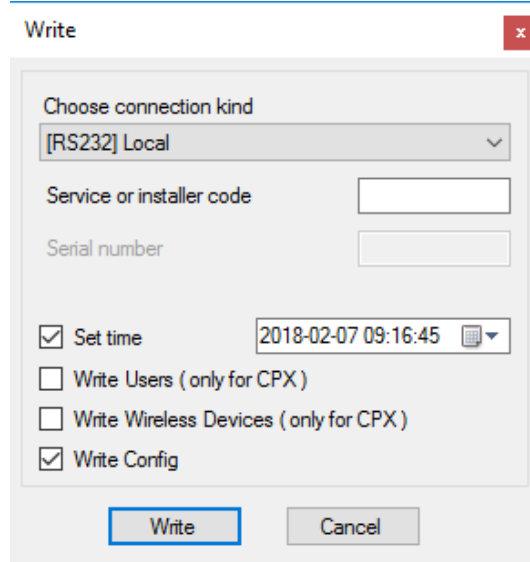 Write
x
Choose connection kind
[RS232] Local
Service or installer code
Serial number
Set time 2018-02-07 09:16:45
Write Users ( only for CPX )
Write Wireless Devices ( only for CPX )
Write Config
Write Cancel